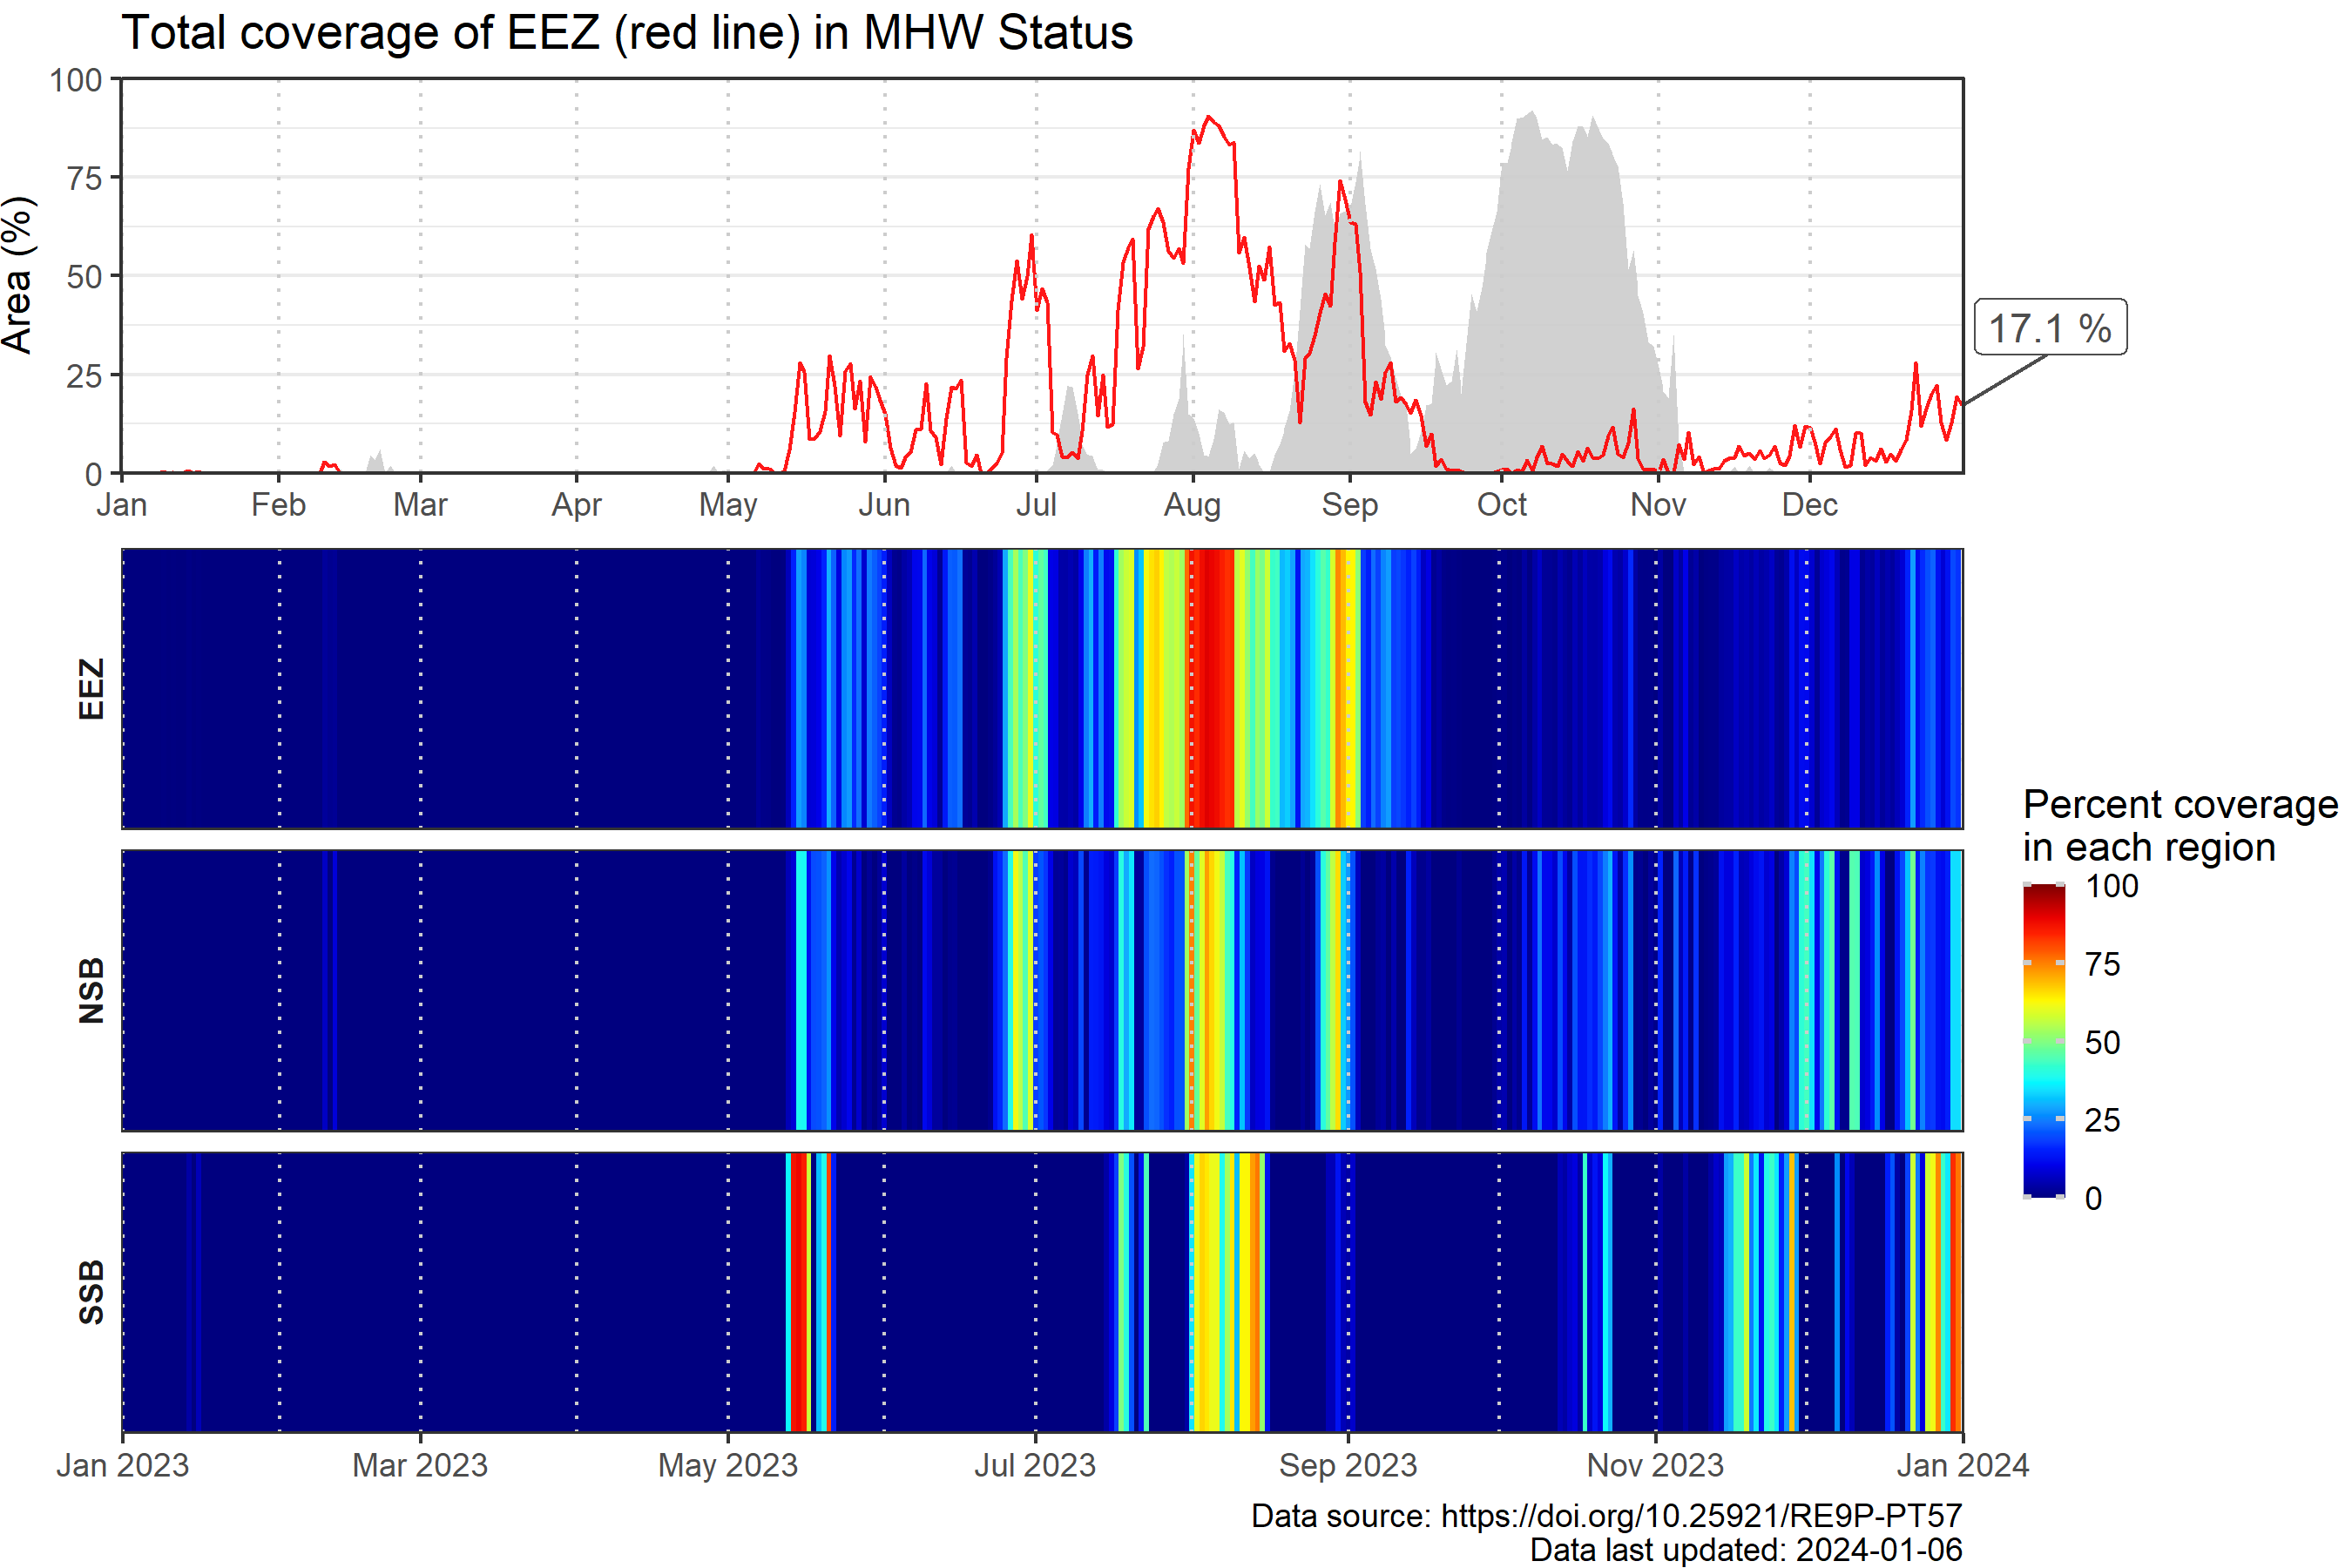 Total coverage of EEZ (red line) in MHW Status
Area (%)
100
75
50
25
0
Jan Feb Mar Apr May Jun Jul Aug Sep Oct Nov Dec
17.1 %
EEZ
NSB
SSB
Percent coverage
in each region
100
75
50
25
0
Jan 2023 Mar 2023 May 2023 Jul 2023 Sep 2023 Nov 2023 Jan 2024
Data source: https://doi.org/10.25921/RE9P-PT57
Data last updated: 2024-01-06